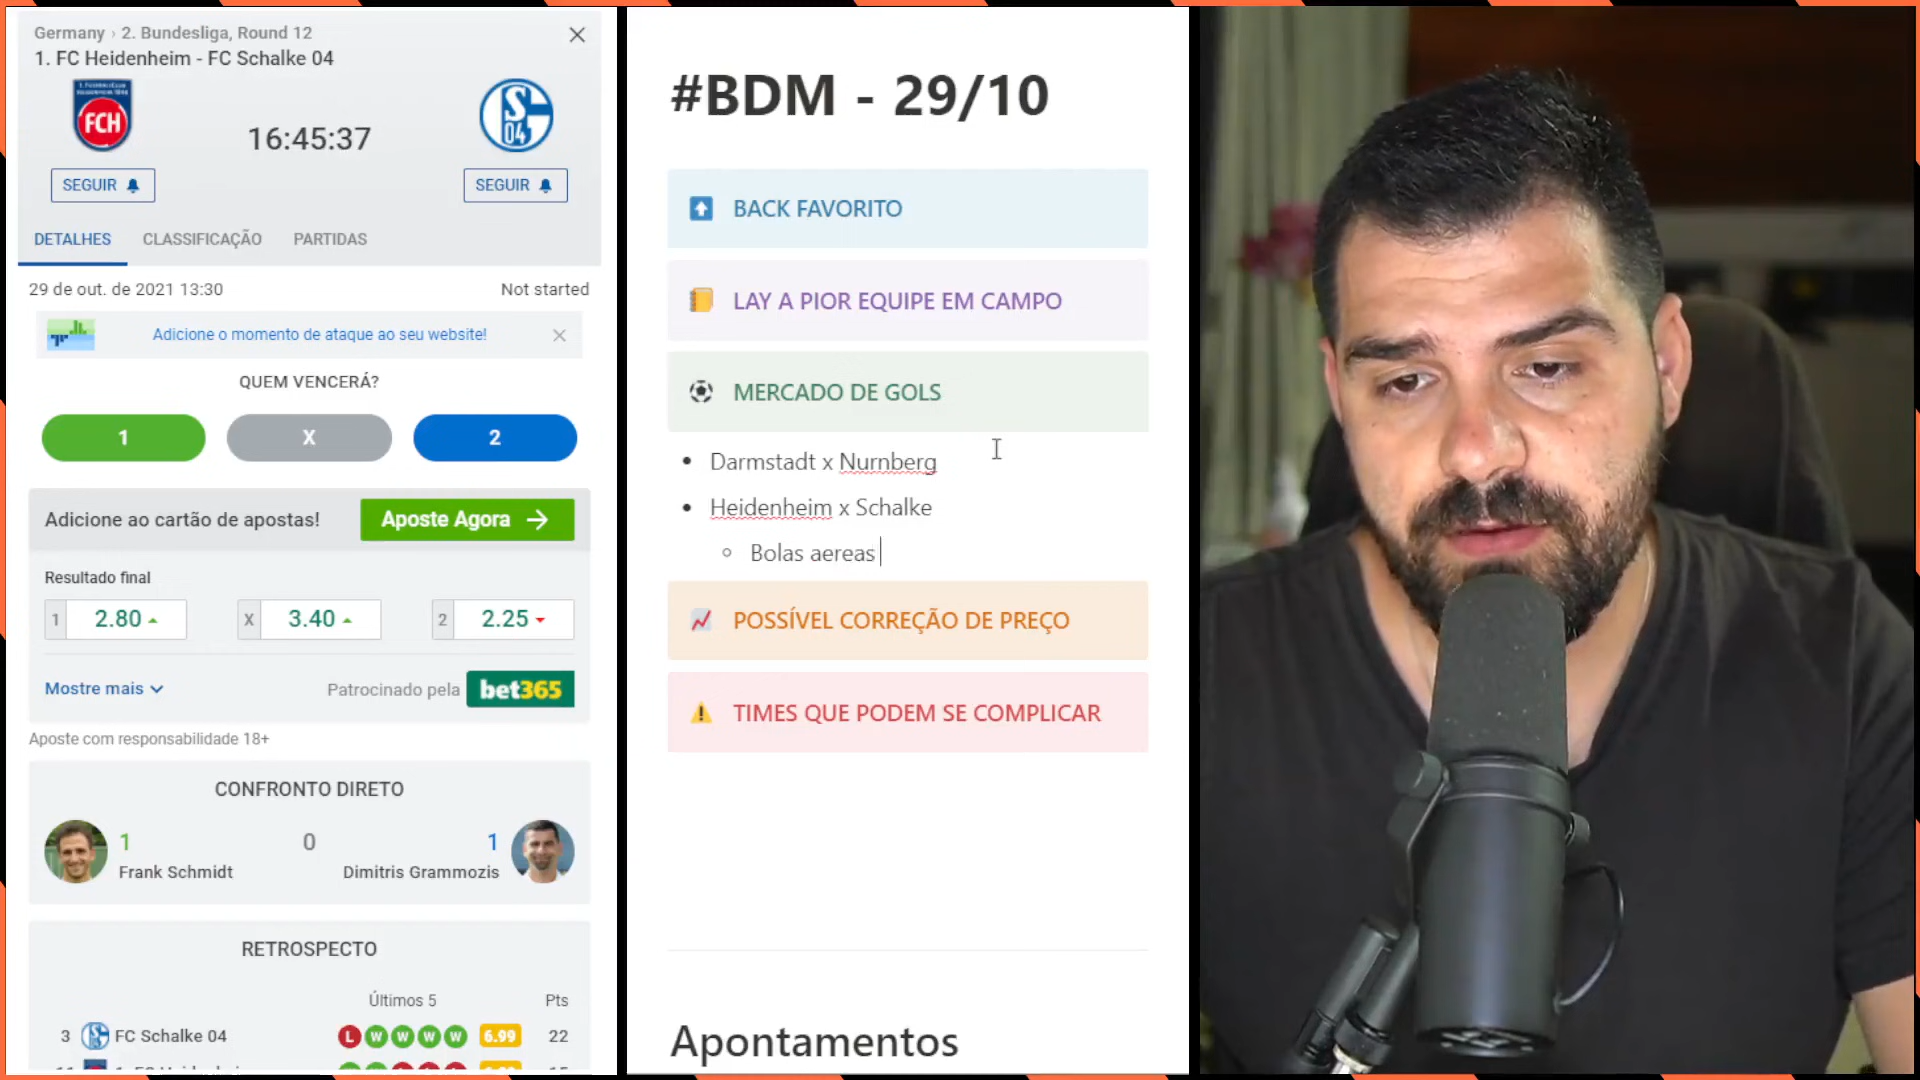 Germany › 2. Bundesliga, Round 12
1. FC Heidenheim - FC Schalke 04
FCH
16:45:37
S 04
SEGUIR
SEGUIR
DETALHES CLASSIFICAÇÃO PARTIDAS
29 de out. de 2021 13:30 Not started
Adicione o momento de ataque ao seu website!
QUEM VENCERÁ?
1 X 2
Adicione ao cartão de apostas! Aposte Agora →
Resultado final
1 2.80 X 3.40 2 2.25
Mostre mais Patrocinado pela bet365
Aposte com responsabilidade 18+
CONFRONTO DIRETO
1 0 1
Frank Schmidt Dimitris Grammozis
RETROSPECTO
Últimos 5 Pts
3 FC Schalke 04 L W W W W 6.99 22
#BDM - 29/10
BACK FAVORITO
LAY A PIOR EQUIPE EM CAMPO
MERCADO DE GOLS
• Darmstadt x Nurnberg
• Heidenheim x Schalke
◦ Bolas aereas
POSSÍVEL CORREÇÃO DE PREÇO
TIMES QUE PODEM SE COMPLICAR
Apontamentos